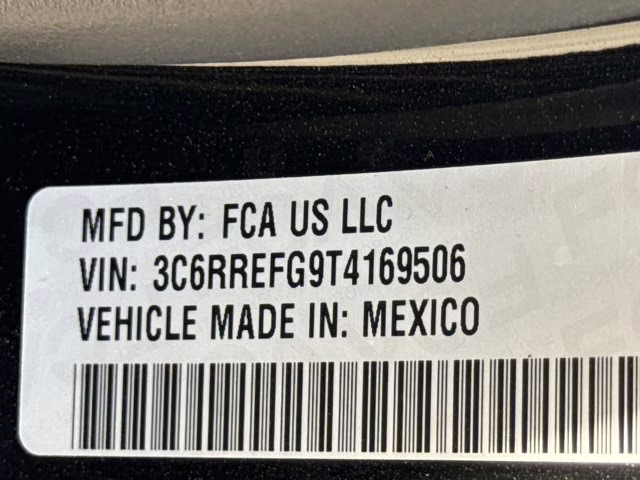 MFD BY: FCA US LLC
VIN: 3C6RREFG9T4169506
VEHICLE MADE IN: MEXICO